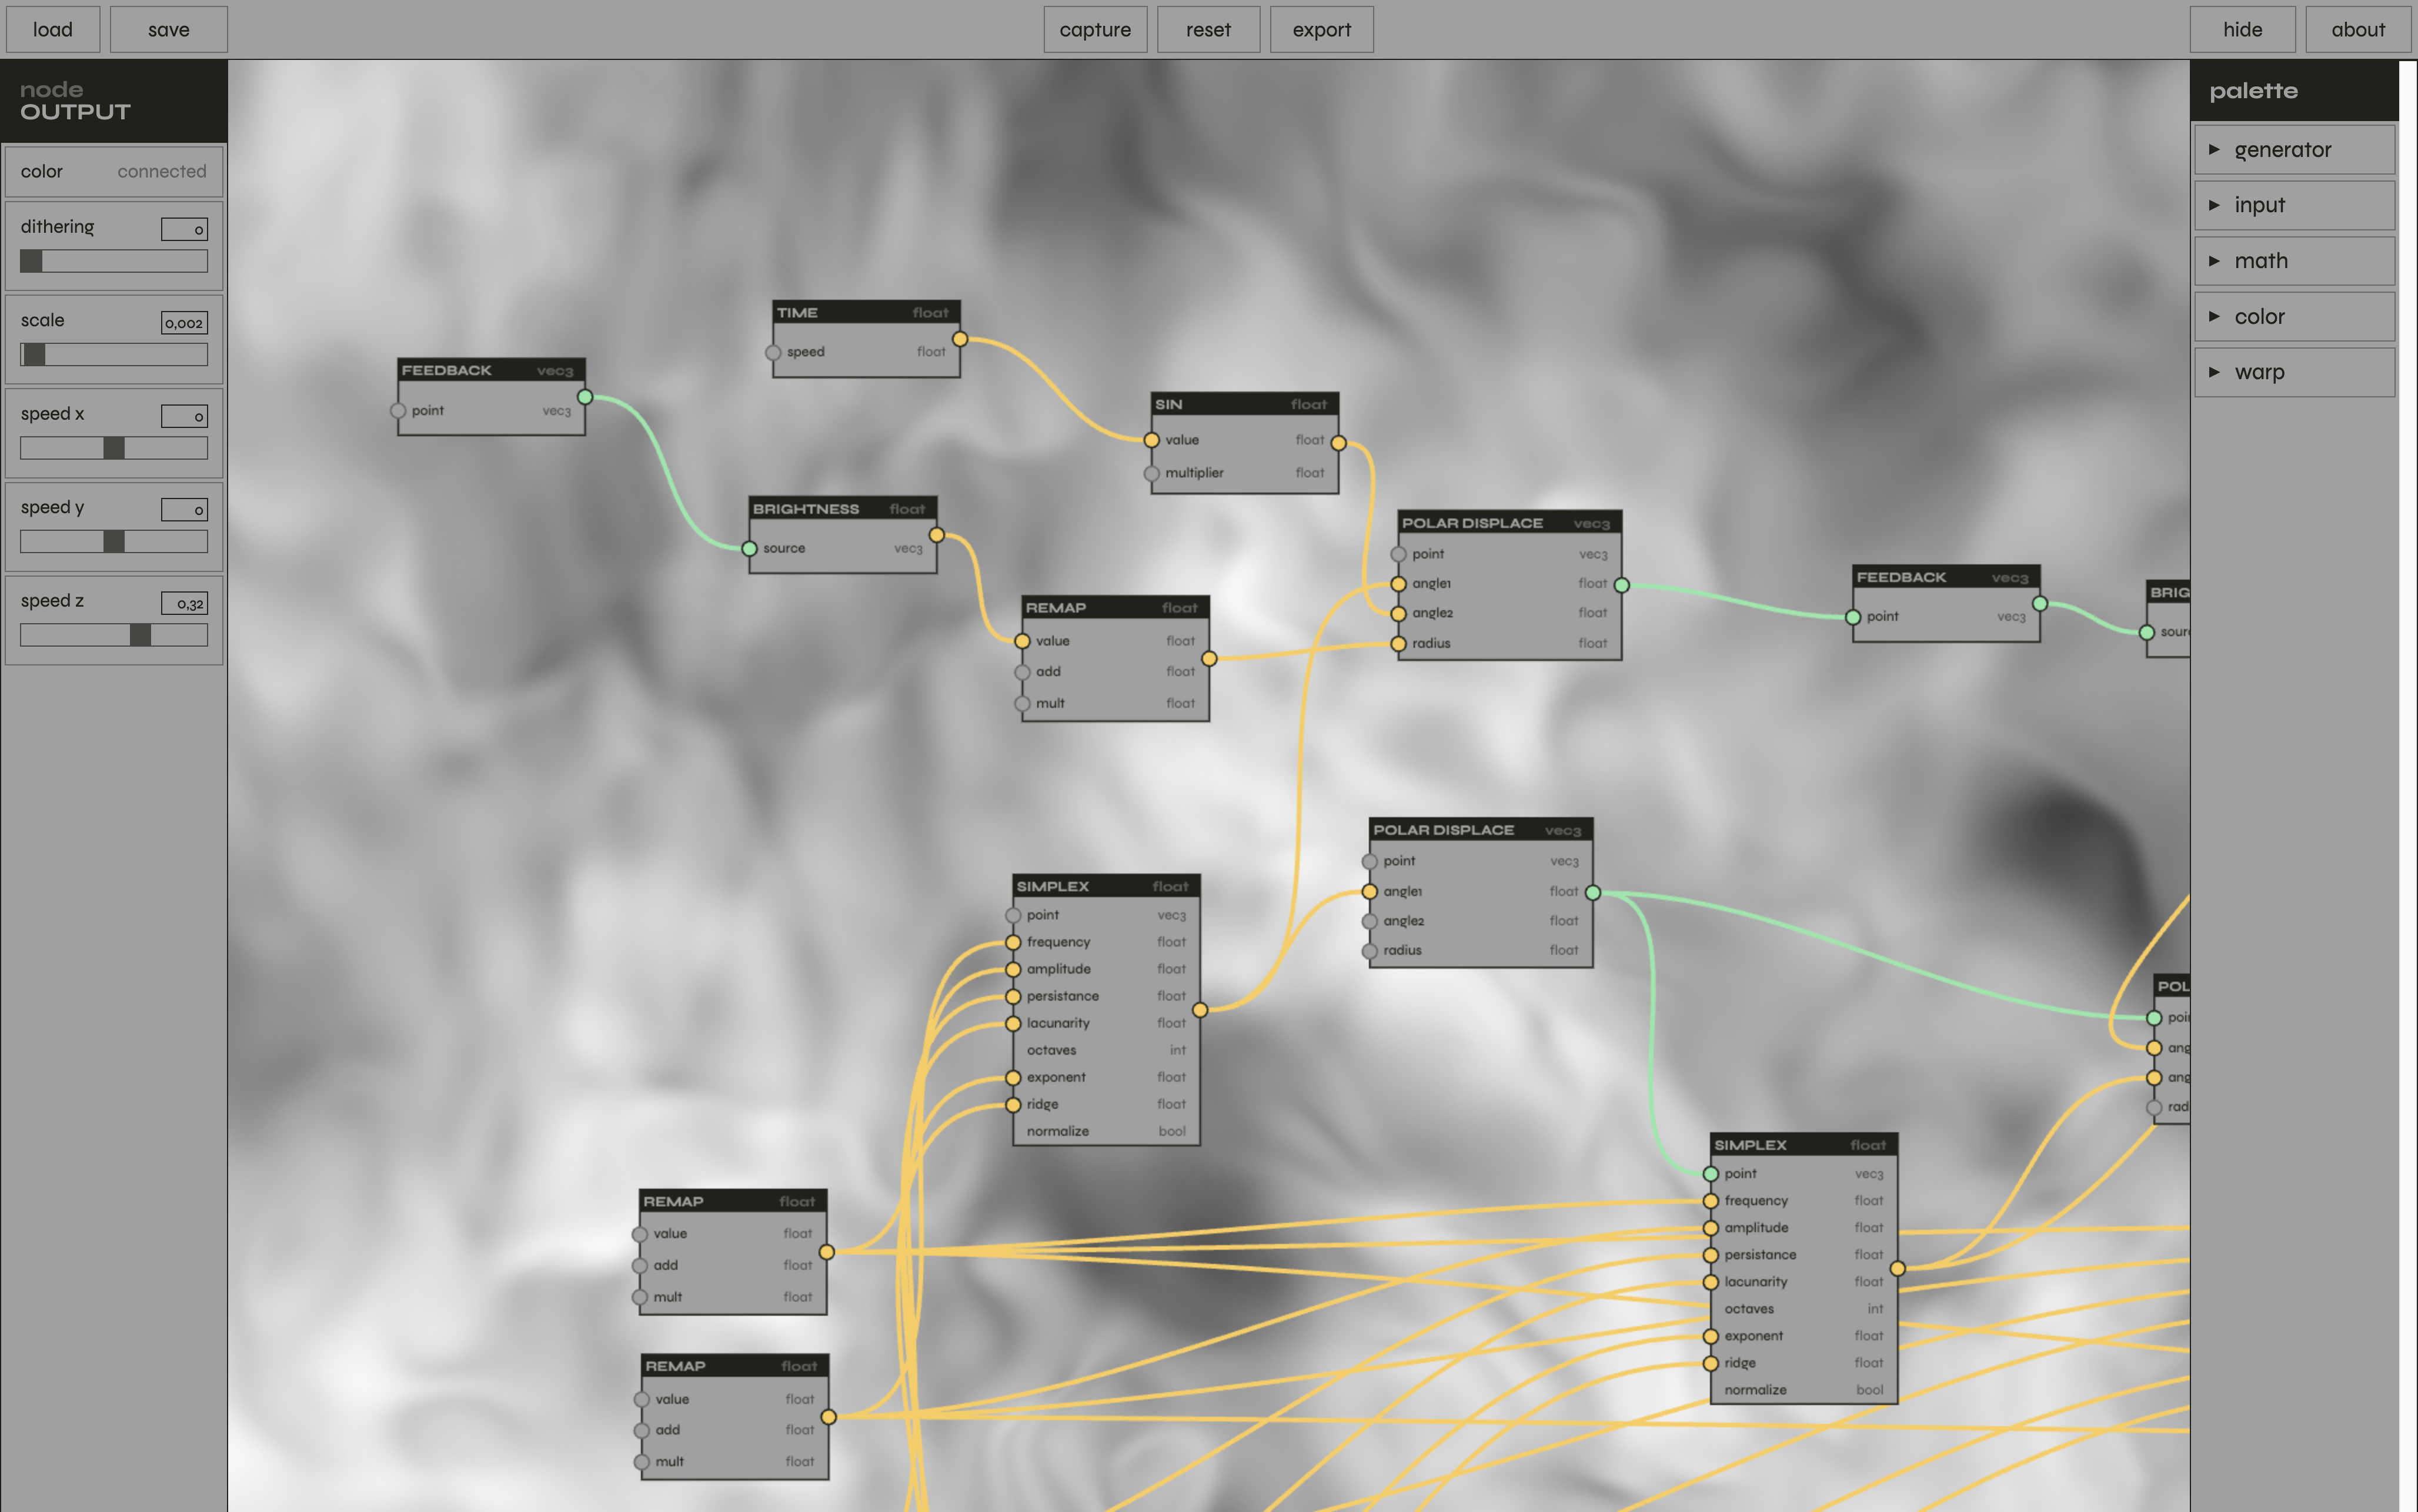 load
save
capture
reset
export
hide
about
node
OUTPUT
color connected
dithering 0
scale 0,002
speed x 0
speed y 0
speed z 0,32
palette
generator
input
math
color
warp
TIME float
speed float
FEEDBACK vec3
point vec3
SIN float
value float
multiplier float
BRIGHTNESS float
source vec3
POLAR DISPLACE vec3
point vec3
angle1 float
angle2 float
radius float
FEEDBACK vec3
point vec3
BRIG
sour
REMAP float
value float
add float
mult float
POLAR DISPLACE vec3
point vec3
angle1 float
angle2 float
radius float
SIMPLEX float
point vec3
frequency float
amplitude float
persistance float
lacunarity float
octaves int
exponent float
ridge float
normalize bool
POL
poi
ang
ang
rad
SIMPLEX float
point vec3
frequency float
amplitude float
persistance float
lacunarity float
octaves int
exponent float
ridge float
normalize bool
REMAP float
value float
add float
mult float
REMAP float
value float
add float
mult float